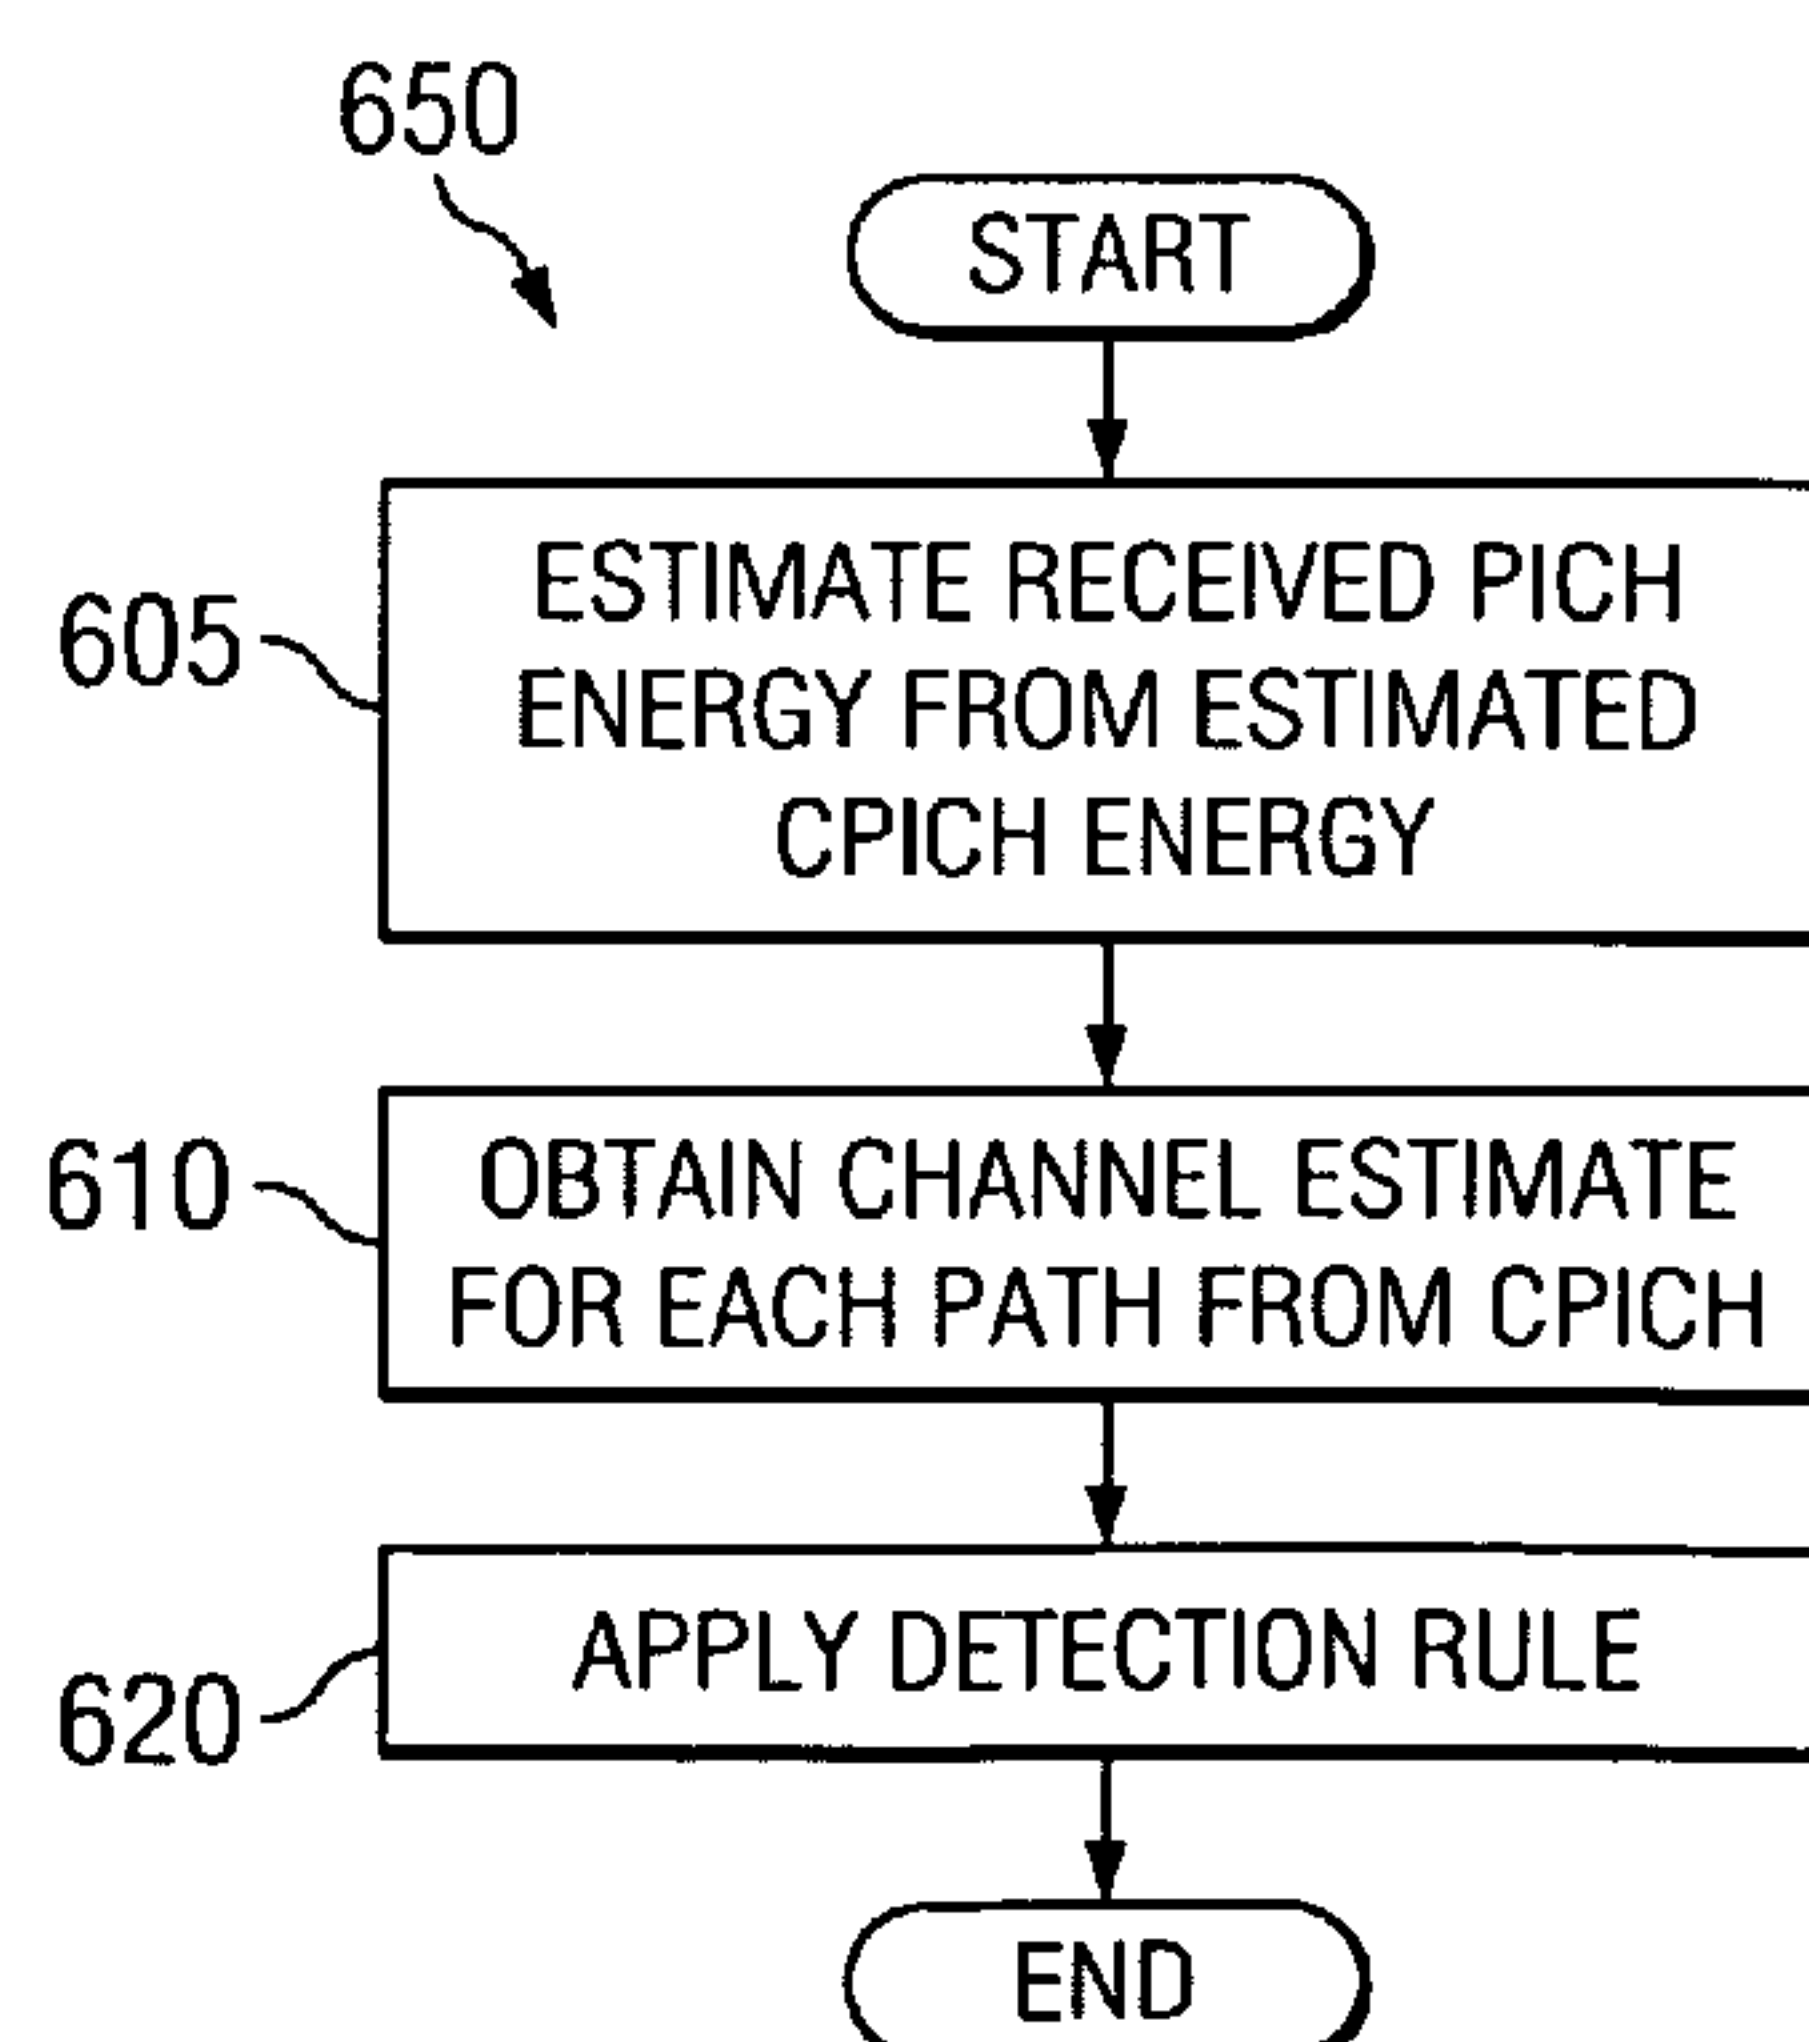 650
START
605
ESTIMATE RECEIVED PICH
ENERGY FROM ESTIMATED
CPICH ENERGY
610
OBTAIN CHANNEL ESTIMATE
FOR EACH PATH FROM CPICH
APPLY DETECTION RULE
620
END